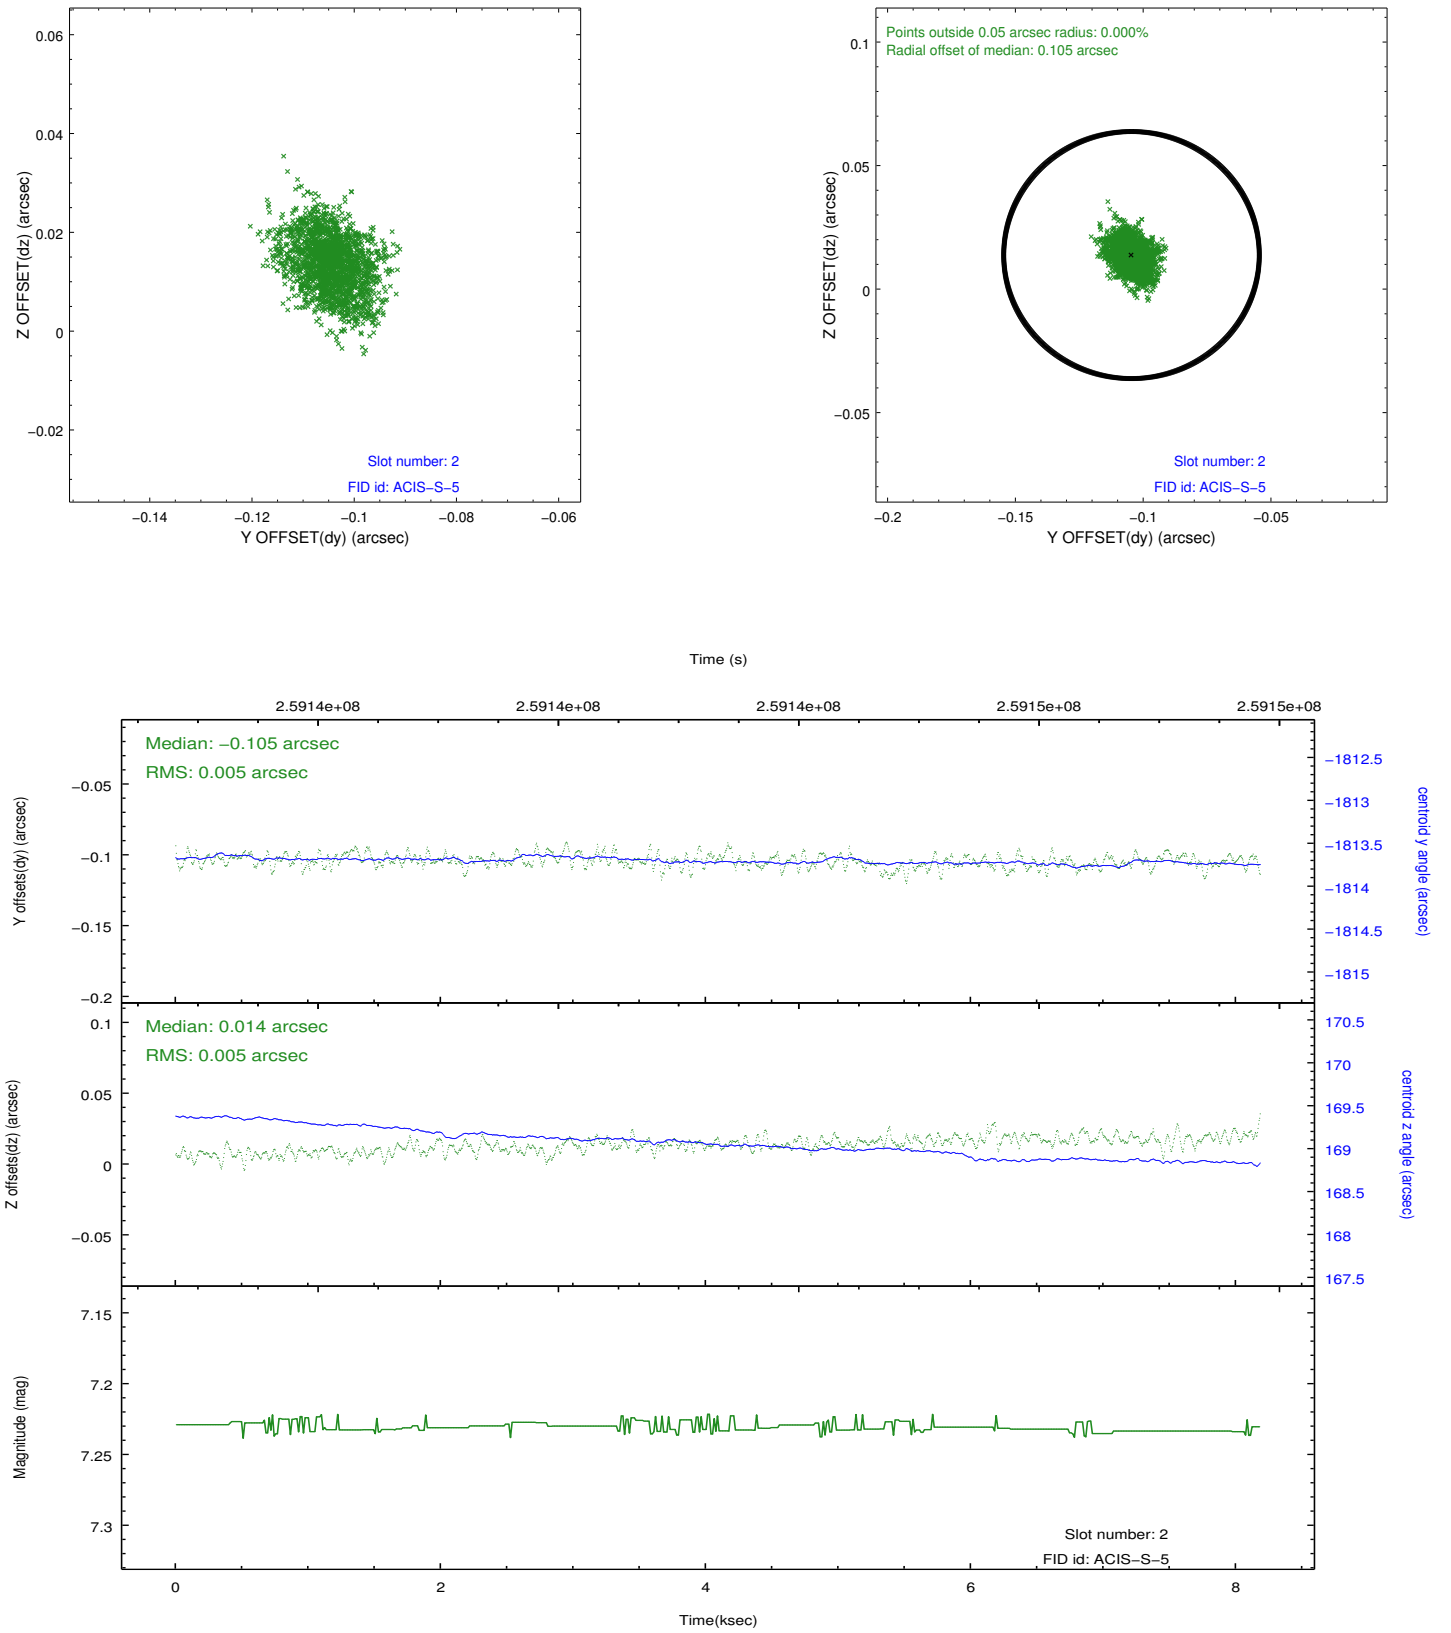 0.06
0.04
0.02
0
−0.02
Z OFFSET(dz) (arcsec)
Slot number: 2
FID id: ACIS−S−5
−0.14
−0.12
−0.1
−0.08
−0.06
Y OFFSET(dy) (arcsec)
Points outside 0.05 arcsec radius: 0.000%
Radial offset of median: 0.105 arcsec
0.1
0.05
0
−0.05
Z OFFSET(dz) (arcsec)
Slot number: 2
FID id: ACIS−S−5
−0.2
−0.15
−0.1
−0.05
Y OFFSET(dy) (arcsec)
Time (s)
2.5914e+08
2.5914e+08
2.5914e+08
2.5915e+08
2.5915e+08
Median: −0.105 arcsec
RMS: 0.005 arcsec
−0.05
−0.1
−0.15
−0.2
Y offsets(dy) (arcsec)
−1812.5
−1813
−1813.5
−1814
−1814.5
−1815
centroid y angle (arcsec)
Median: 0.014 arcsec
RMS: 0.005 arcsec
0.1
0.05
0
−0.05
Z offsets(dz) (arcsec)
170.5
170
169.5
169
168.5
168
167.5
centroid z angle (arcsec)
7.15
7.2
7.25
7.3
Magnitude (mag)
Slot number: 2
FID id: ACIS−S−5
0
2
4
6
8
Time(ksec)